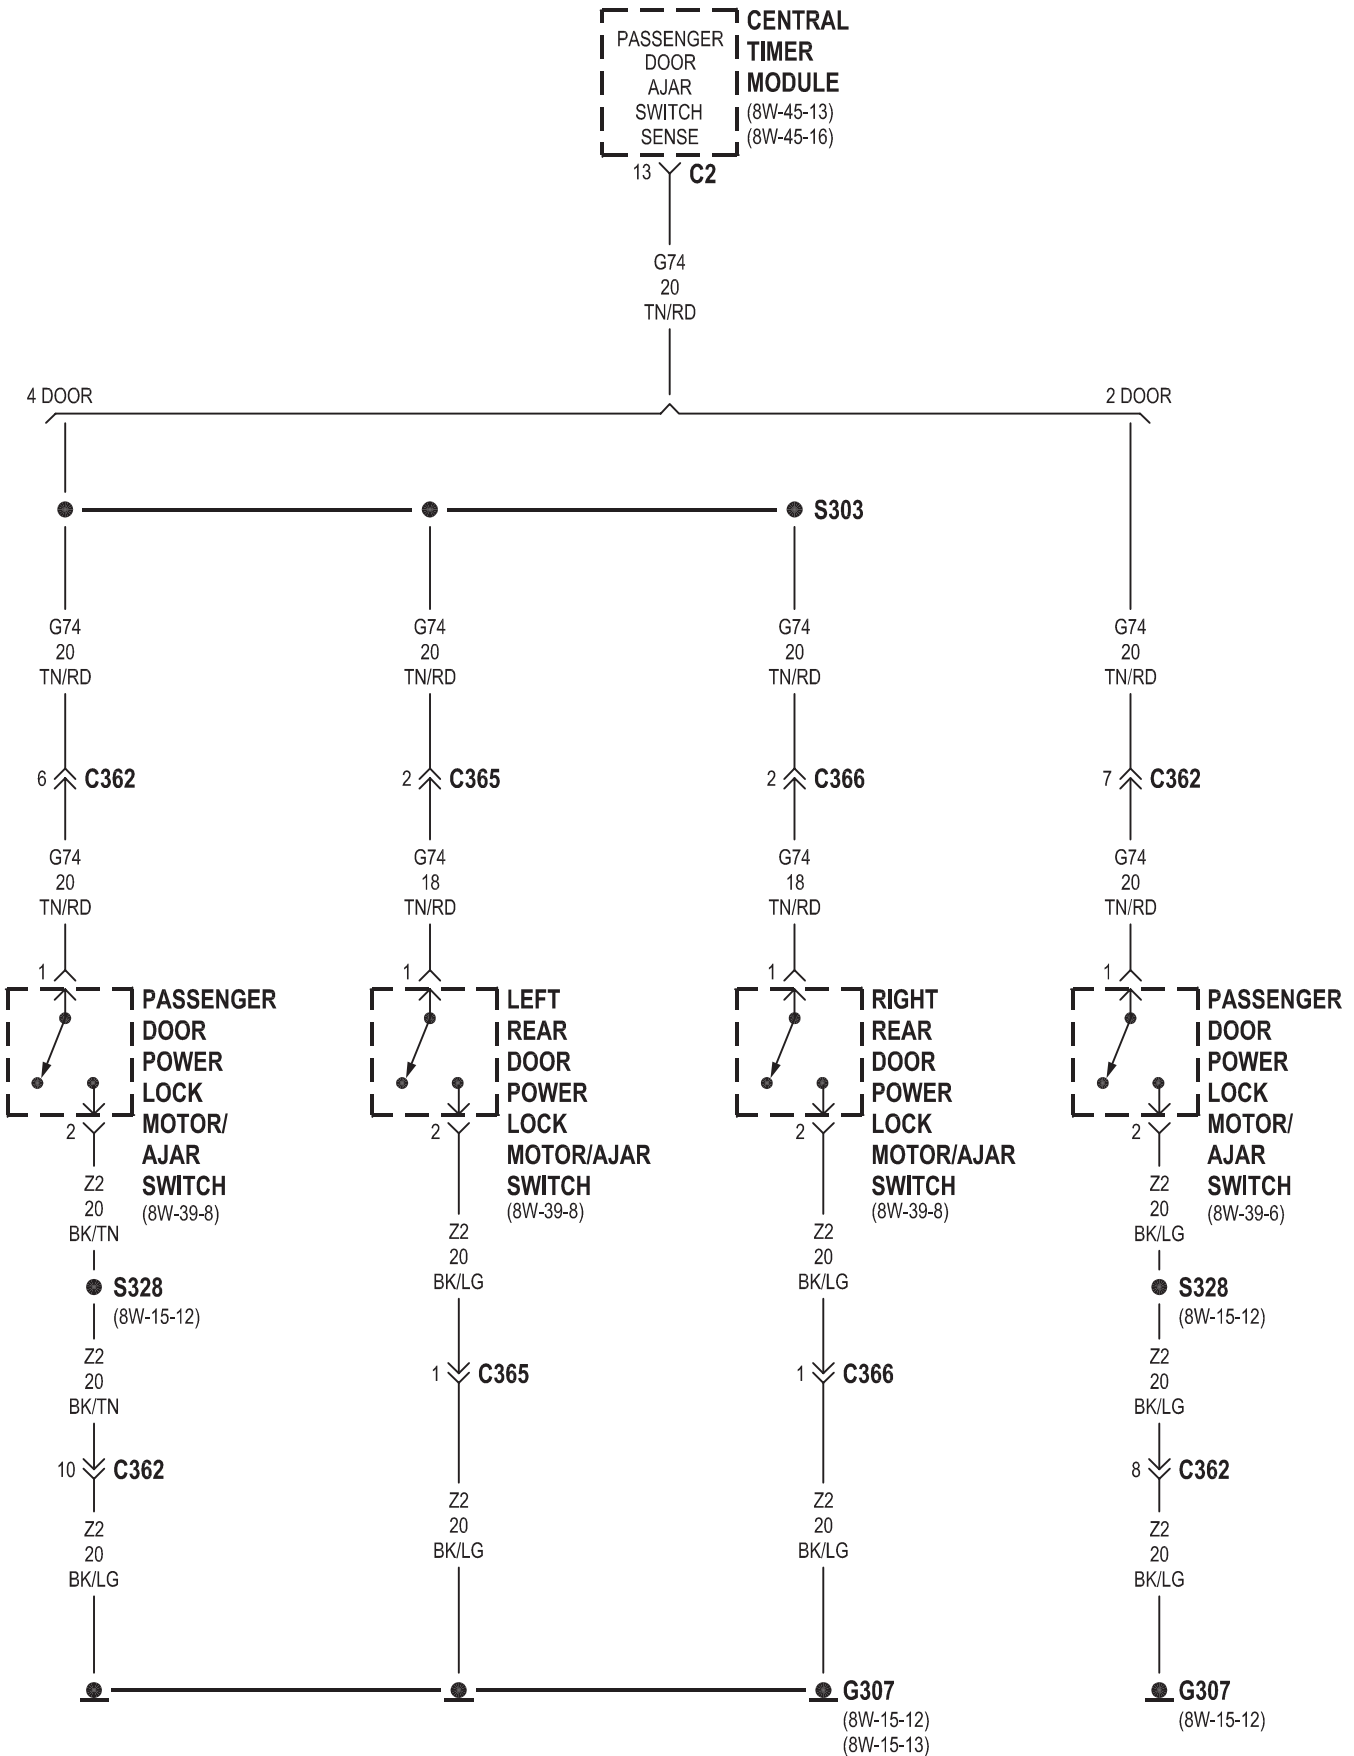 PASSENGER
DOOR
AJAR
SWITCH
SENSE
CENTRAL
TIMER
MODULE
(8W-45-13)
(8W-45-16)
13
C2
G74
20
TN/RD
4 DOOR
2 DOOR
S303
G74
20
TN/RD
G74
20
TN/RD
G74
20
TN/RD
G74
20
TN/RD
6
C362
2
C365
2
C366
7
C362
G74
20
TN/RD
G74
18
TN/RD
G74
18
TN/RD
G74
20
TN/RD
1
1
1
1
PASSENGER
DOOR
POWER
LOCK
MOTOR/
AJAR
SWITCH
(8W-39-8)
LEFT
REAR
DOOR
POWER
LOCK
MOTOR/AJAR
SWITCH
(8W-39-8)
RIGHT
REAR
DOOR
POWER
LOCK
MOTOR/AJAR
SWITCH
(8W-39-8)
PASSENGER
DOOR
POWER
LOCK
MOTOR/
AJAR
SWITCH
(8W-39-6)
2
2
2
2
Z2
20
BK/TN
Z2
20
BK/LG
Z2
20
BK/LG
Z2
20
BK/LG
S328
(8W-15-12)
S328
(8W-15-12)
Z2
20
BK/TN
1
C365
1
C366
Z2
20
BK/LG
10
C362
8
C362
Z2
20
BK/LG
Z2
20
BK/LG
Z2
20
BK/LG
Z2
20
BK/LG
G307
(8W-15-12)
(8W-15-13)
G307
(8W-15-12)